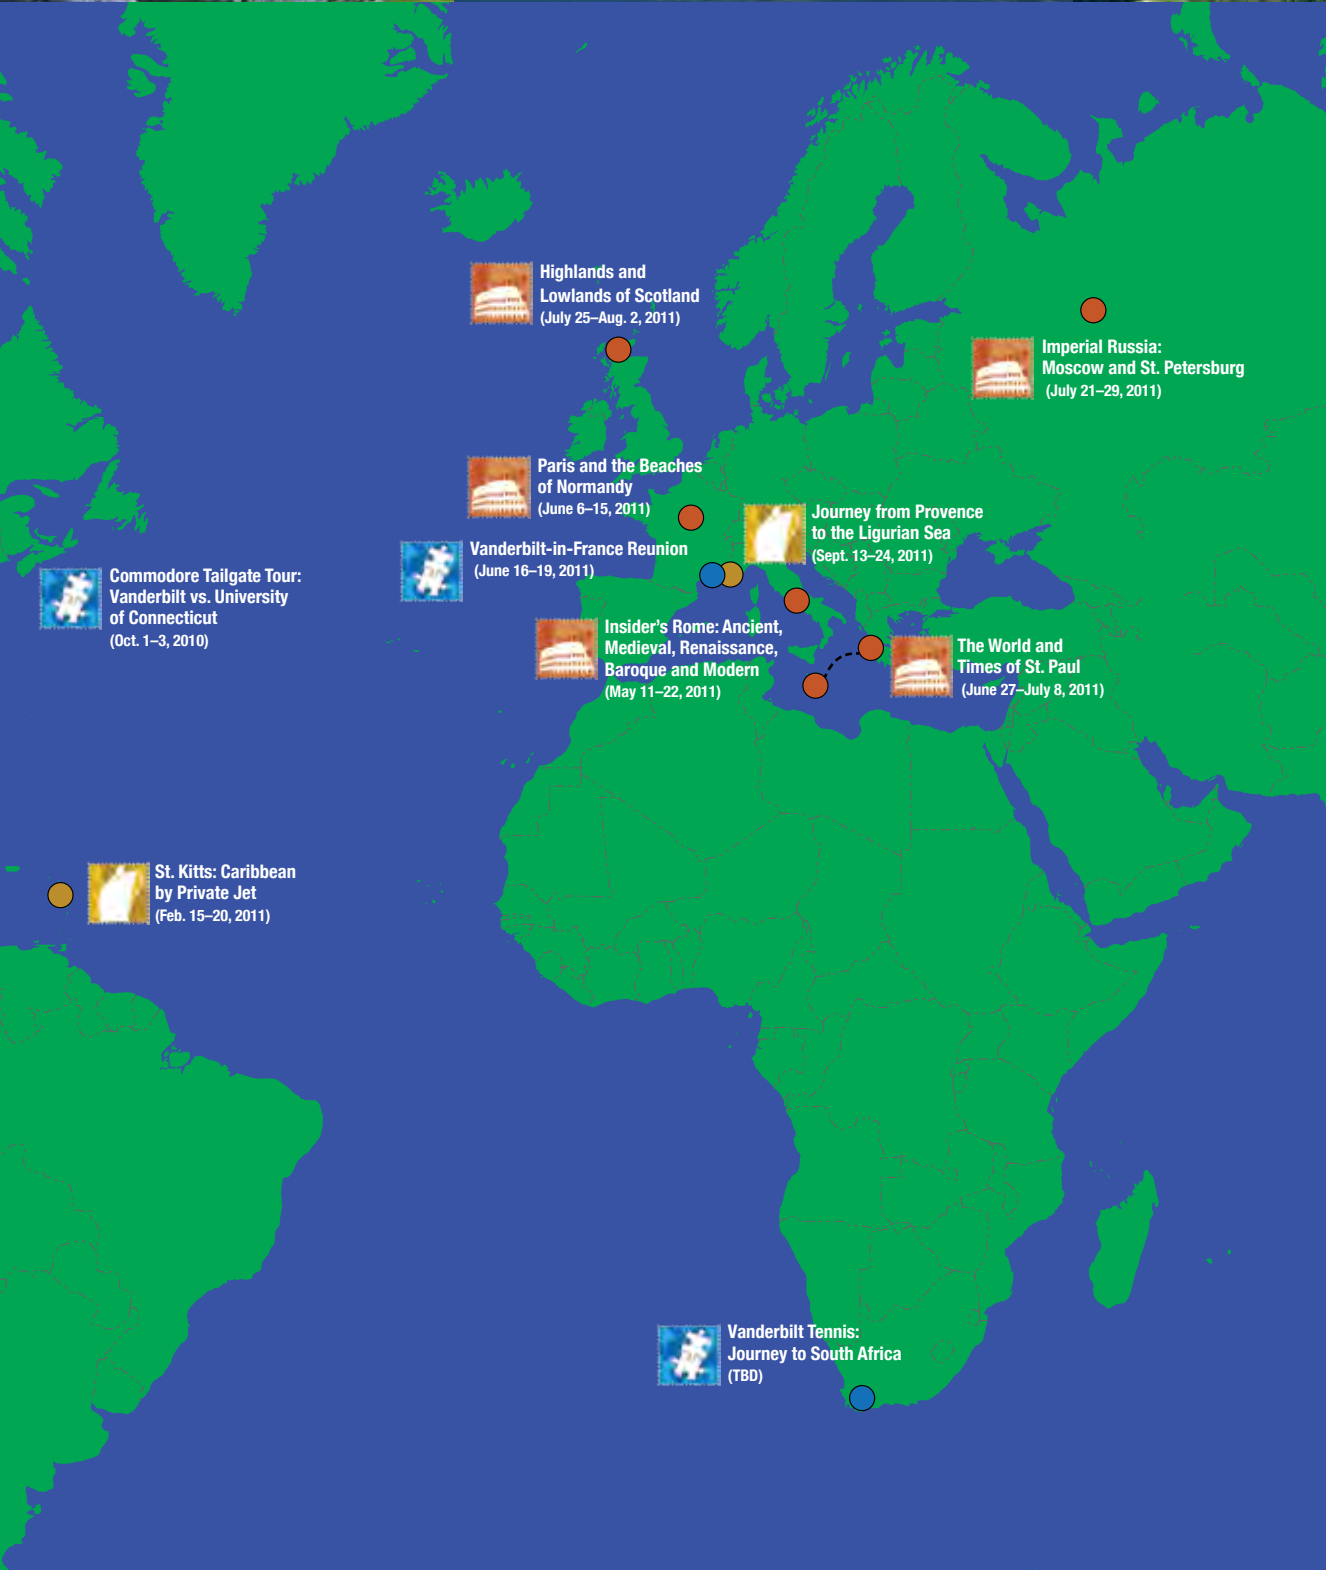 Highlands and
Lowlands of Scotland
(July 25–Aug. 2, 2011)
Imperial Russia:
Moscow and St. Petersburg
(July 21–29, 2011)
Paris and the Beaches
of Normandy
(June 6–15, 2011)
Journey from Provence
to the Ligurian Sea
(Sept. 13–24, 2011)
Vanderbilt-in-France Reunion
(June 16–19, 2011)
Commodore Tailgate Tour:
Vanderbilt vs. University
of Connecticut
(Oct. 1–3, 2010)
Insider's Rome: Ancient,
Medieval, Renaissance,
Baroque and Modern
(May 11–22, 2011)
The World and
Times of St. Paul
(June 27–July 8, 2011)
St. Kitts: Caribbean
by Private Jet
(Feb. 15–20, 2011)
Vanderbilt Tennis:
Journey to South Africa
(TBD)